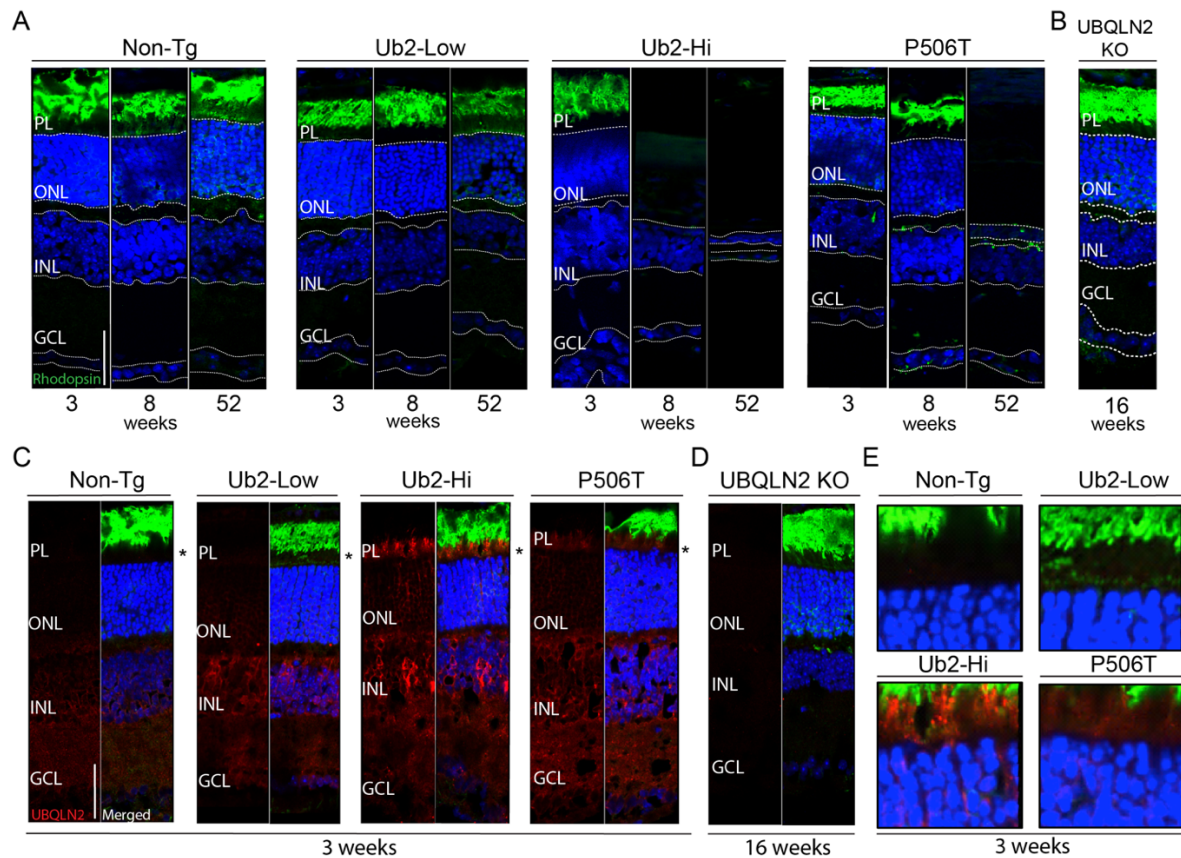 A
B
Non-Tg
Ub2-Low
Ub2-Hi
P506T
UBQLN2
KO
PL
ONL
INL
GCL
Rhodopsin
PL
ONL
INL
GCL
PL
ONL
INL
GCL
PL
ONL
INL
GCL
PL
ONL
INL
GCL
3 8 52
weeks
3 8 52
weeks
3 8 52
weeks
3 8 52
weeks
16
weeks
C
D
E
Non-Tg
Ub2-Low
Ub2-Hi
P506T
UBQLN2 KO
Non-Tg
Ub2-Low
PL
ONL
INL
GCL
UBQLN2
Merged
*
PL
ONL
INL
GCL
*
PL
ONL
INL
GCL
*
PL
ONL
INL
GCL
*
PL
ONL
INL
GCL
Ub2-Hi
P506T
3 weeks
16 weeks
3 weeks